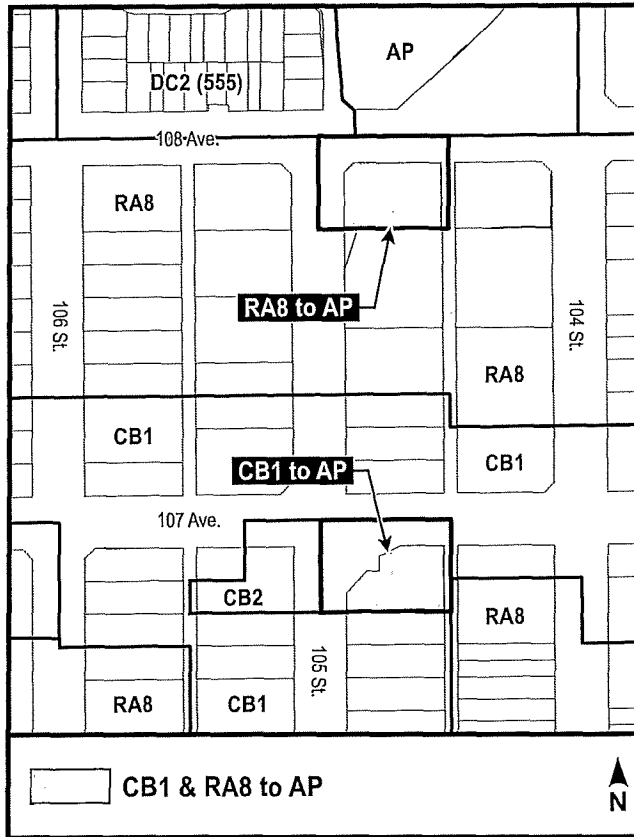 AP
DC2 (555)
108 Ave.
RA8
RA8 to AP
106 St.
104 St.
RA8
CB1
CB1
CB1 to AP
107 Ave.
CB2
RA8
105 St.
RA8
CB1
CB1 & RA8 to AP
N